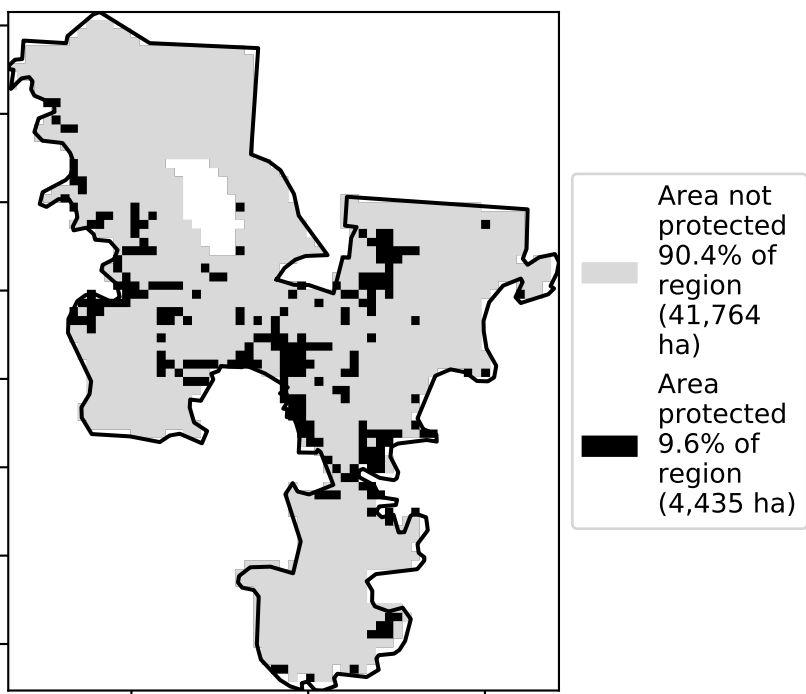 Area not
protected
90.4% of
region
(41,764
ha)
Area
protected
9.6% of
region
(4,435 ha)